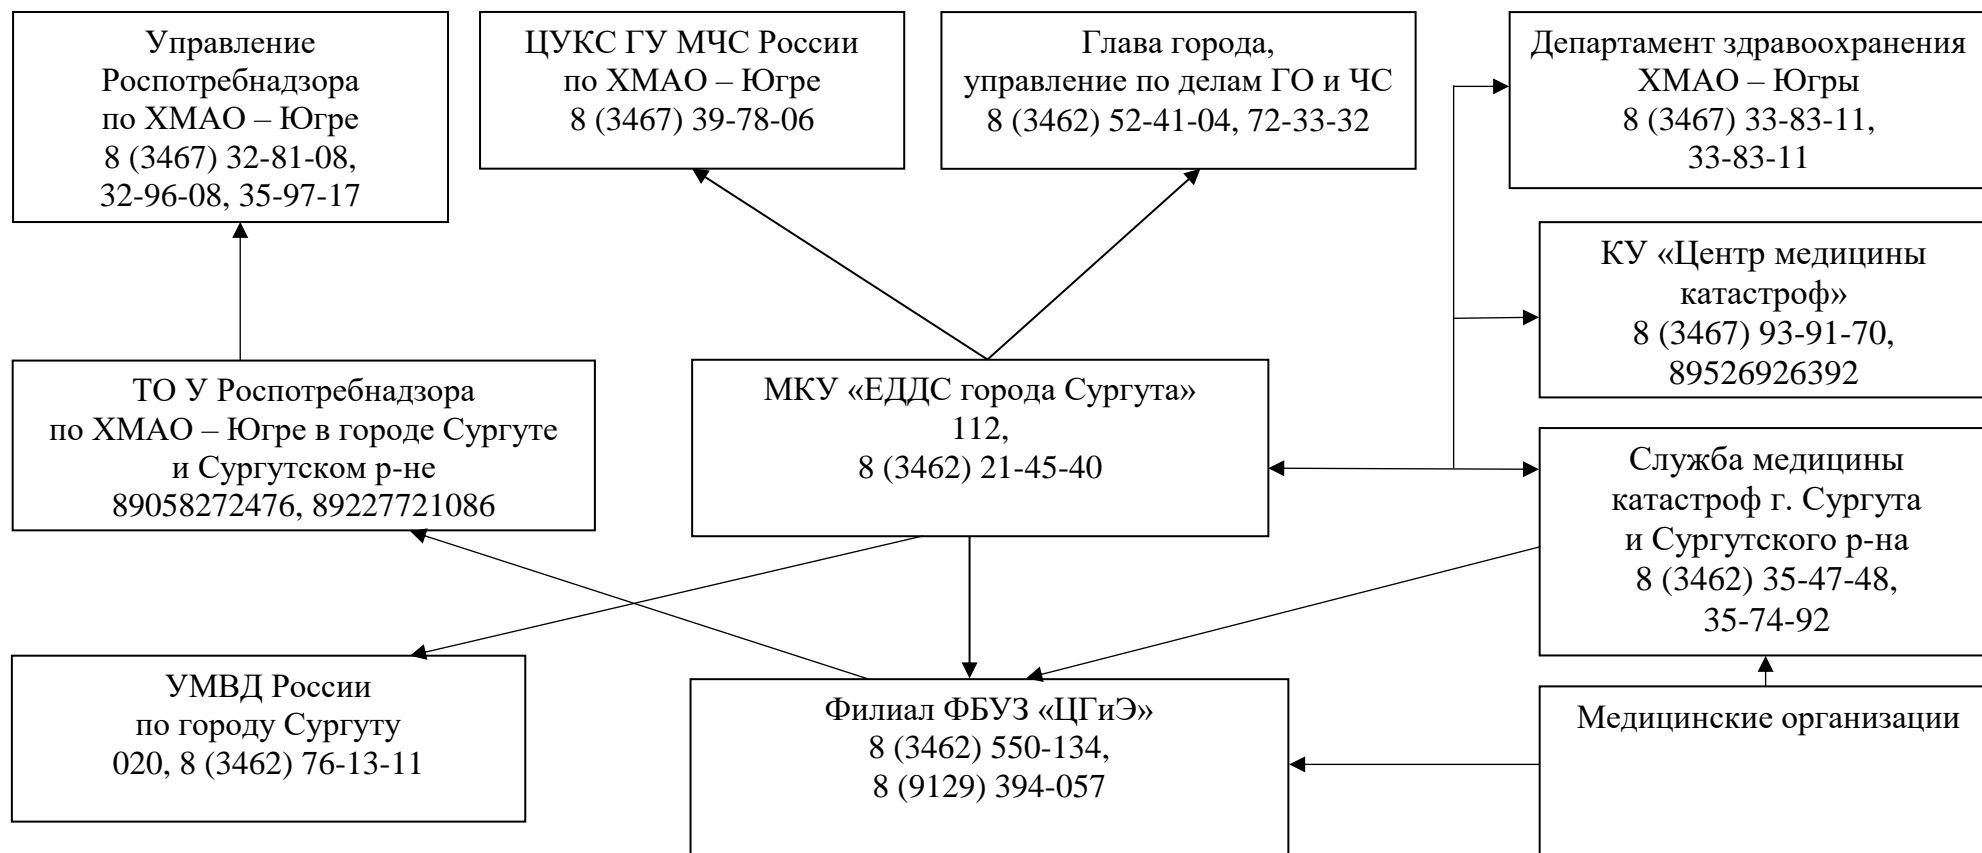 Управление
Роспотребнадзора
по ХМАО – Югре
8 (3467) 32-81-08,
32-96-08, 35-97-17
ЦУКС ГУ МЧС России
по ХМАО – Югре
8 (3467) 39-78-06
Глава города,
управление по делам ГО и ЧС
8 (3462) 52-41-04, 72-33-32
Департамент здравоохранения
ХМАО – Югры
8 (3467) 33-83-11,
33-83-11
КУ «Центр медицины
катастроф»
8 (3467) 93-91-70,
89526926392
ТО У Роспотребнадзора
по ХМАО – Югре в городе Сургуте
и Сургутском р-не
89058272476, 89227721086
МКУ «ЕДДС города Сургута»
112,
8 (3462) 21-45-40
Служба медицины
катастроф г. Сургута
и Сургутского р-на
8 (3462) 35-47-48,
35-74-92
УМВД России
по городу Сургуту
020, 8 (3462) 76-13-11
Филиал ФБУЗ «ЦГиЭ»
8 (3462) 550-134,
8 (9129) 394-057
Медицинские организации